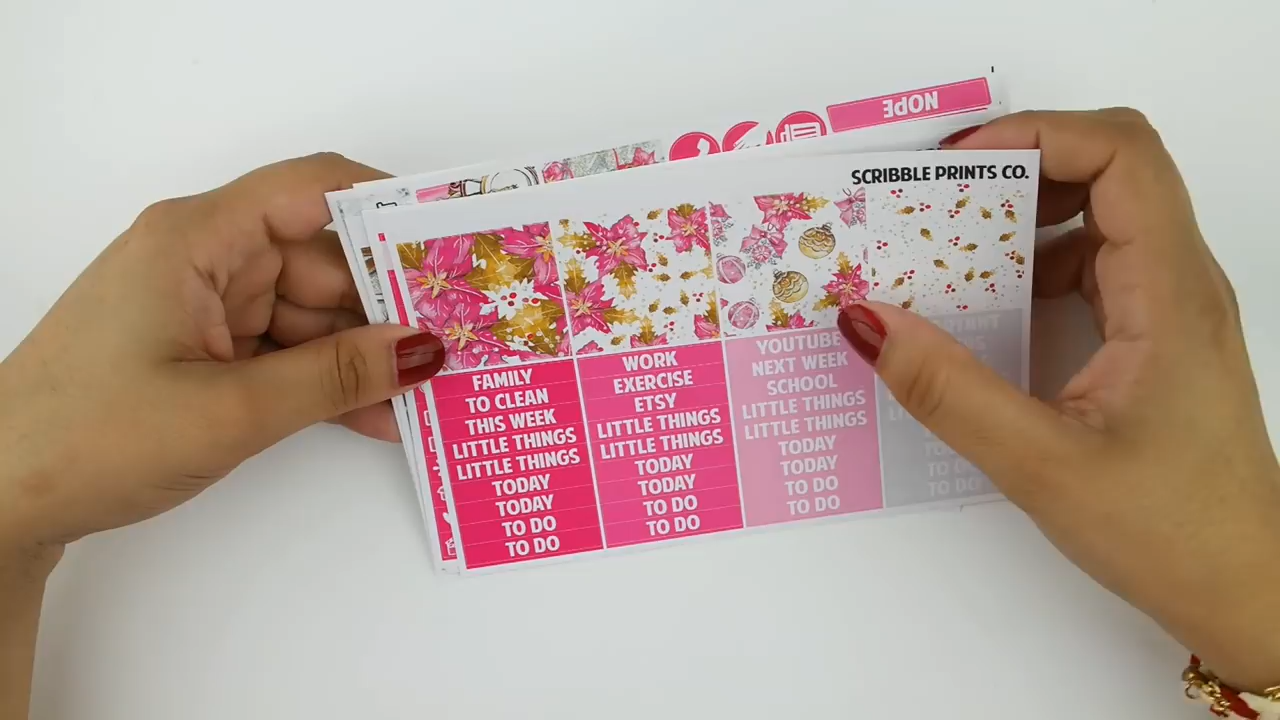 NOPE
SCRIBBLE PRINTS CO.
FAMILY
TO CLEAN
THIS WEEK
LITTLE THINGS
LITTLE THINGS
TODAY
TODAY
TO DO
TO DO
WORK
EXERCISE
ETSY
LITTLE THINGS
LITTLE THINGS
TODAY
TODAY
TO DO
TO DO
YOUTUBE
NEXT WEEK
SCHOOL
LITTLE THINGS
LITTLE THINGS
TODAY
TODAY
TO DO
TO DO
TO DO